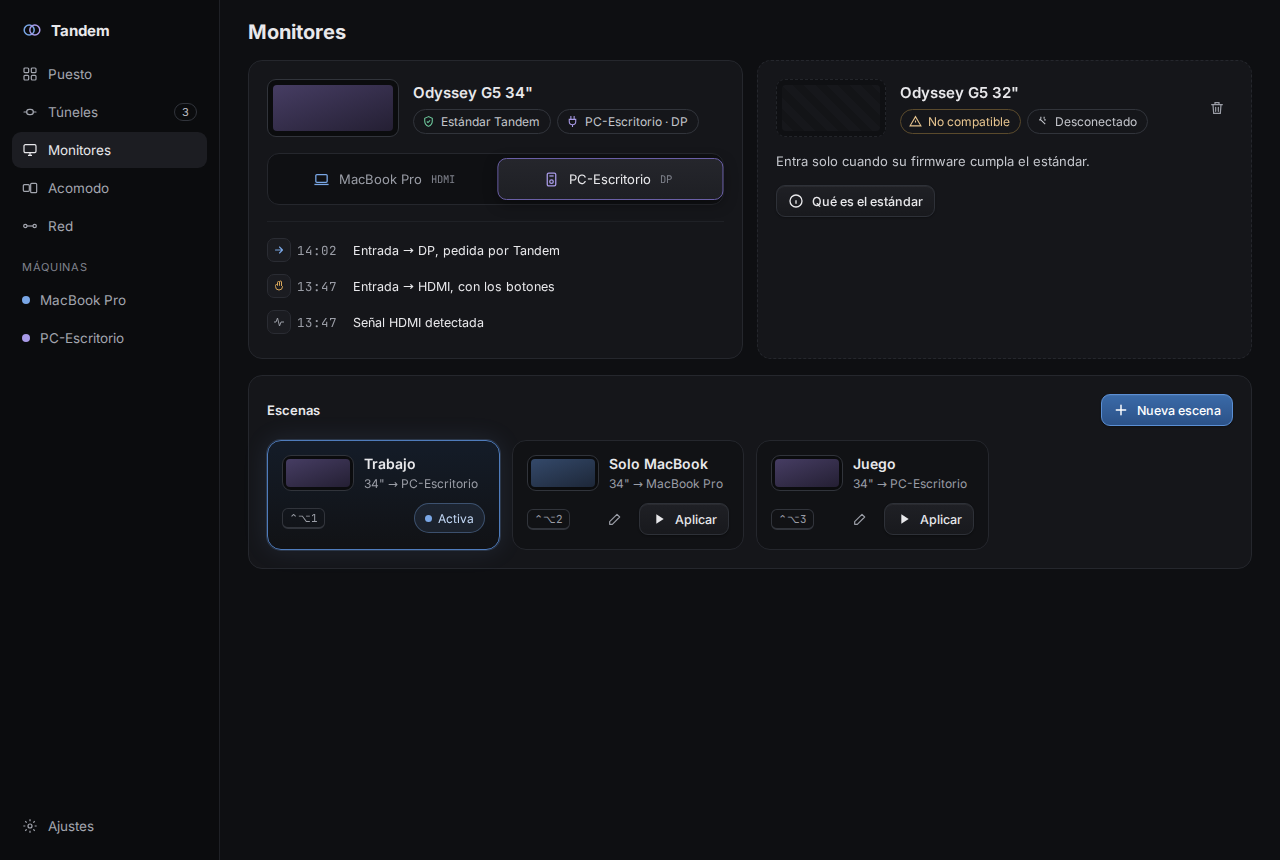 Tandem
Puesto
Túneles 3
Monitores
Acomodo
Red
MÁQUINAS
MacBook Pro
PC-Escritorio
Ajustes
Monitores
Odyssey G5 34"
Estándar Tandem PC-Escritorio · DP
MacBook Pro HDMI PC-Escritorio DP
14:02 Entrada → DP, pedida por Tandem
13:47 Entrada → HDMI, con los botones
13:47 Señal HDMI detectada
Odyssey G5 32"
No compatible Desconectado
Entra solo cuando su firmware cumpla el estándar.
Qué es el estándar
Escenas
Nueva escena
Trabajo
34" → PC-Escritorio
⌃⌥1 Activa
Solo MacBook
34" → MacBook Pro
⌃⌥2 Aplicar
Juego
34" → PC-Escritorio
⌃⌥3 Aplicar